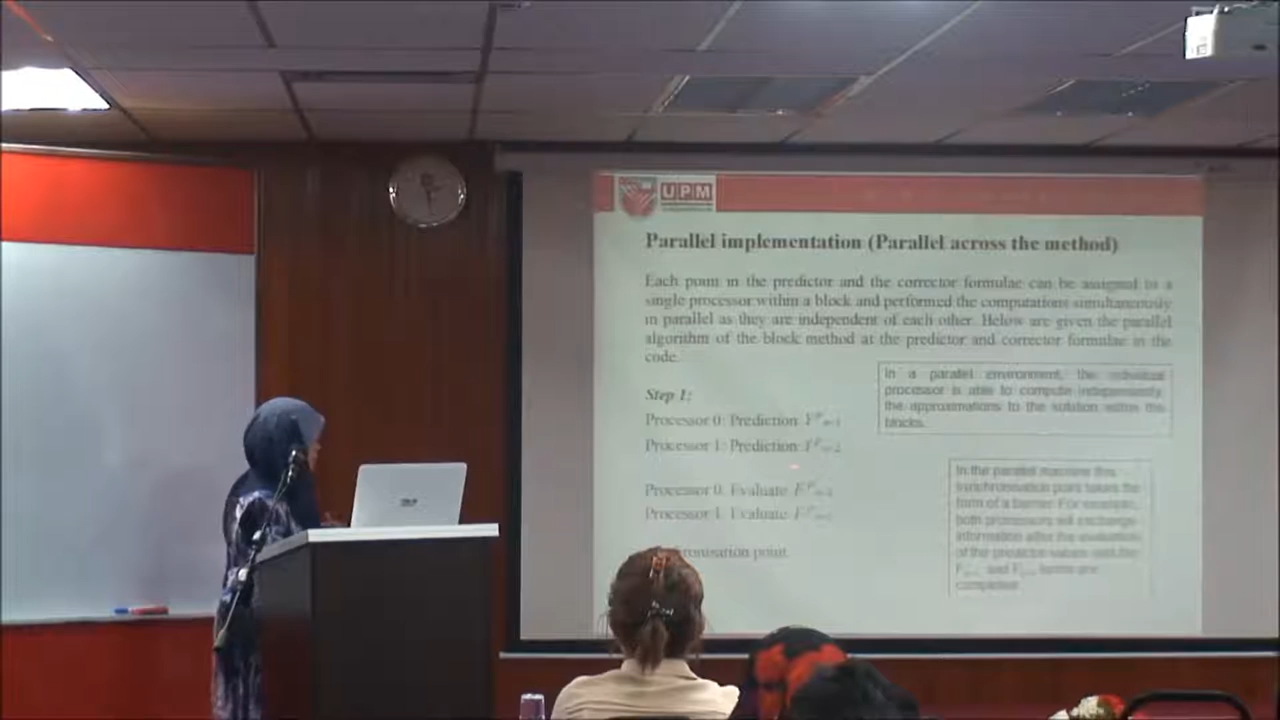 UPM
Parallel implementation (Parallel across the method)
Each point in the predictor and the corrector formulae can be assigned to a
single processor within a block and performed the computations simultaneously
in parallel as they are independent of each other. Below are given the parallel
algorithm of the block method at the predictor and corrector formulae in the
code.
In a parallel environment, the individual
processor is able to compute independently
the approximations to the solution within the
blocks.
Step 1:
Processor 0: Prediction
Processor 1: Prediction
Processor 0: Evaluate
Processor 1: Evaluate
ronisation point.
In the parallel machine this
synchronisation point takes the
form of a barrier. For example,
both processors will exchange
information after the evaluation
of the predictor values and the
and terms are
completed.